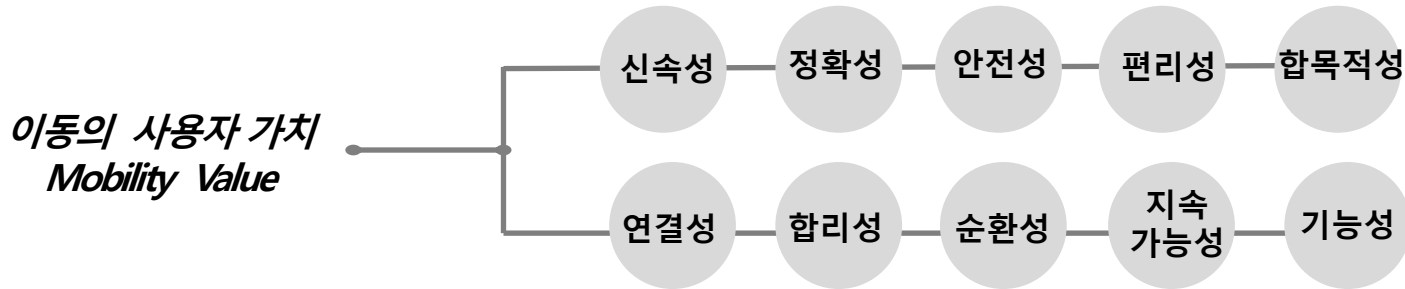 이동의 사용자 가치
Mobility Value
신속성
정확성
안전성
편리성
합목적성
연결성
합리성
순환성
지속
가능성
기능성